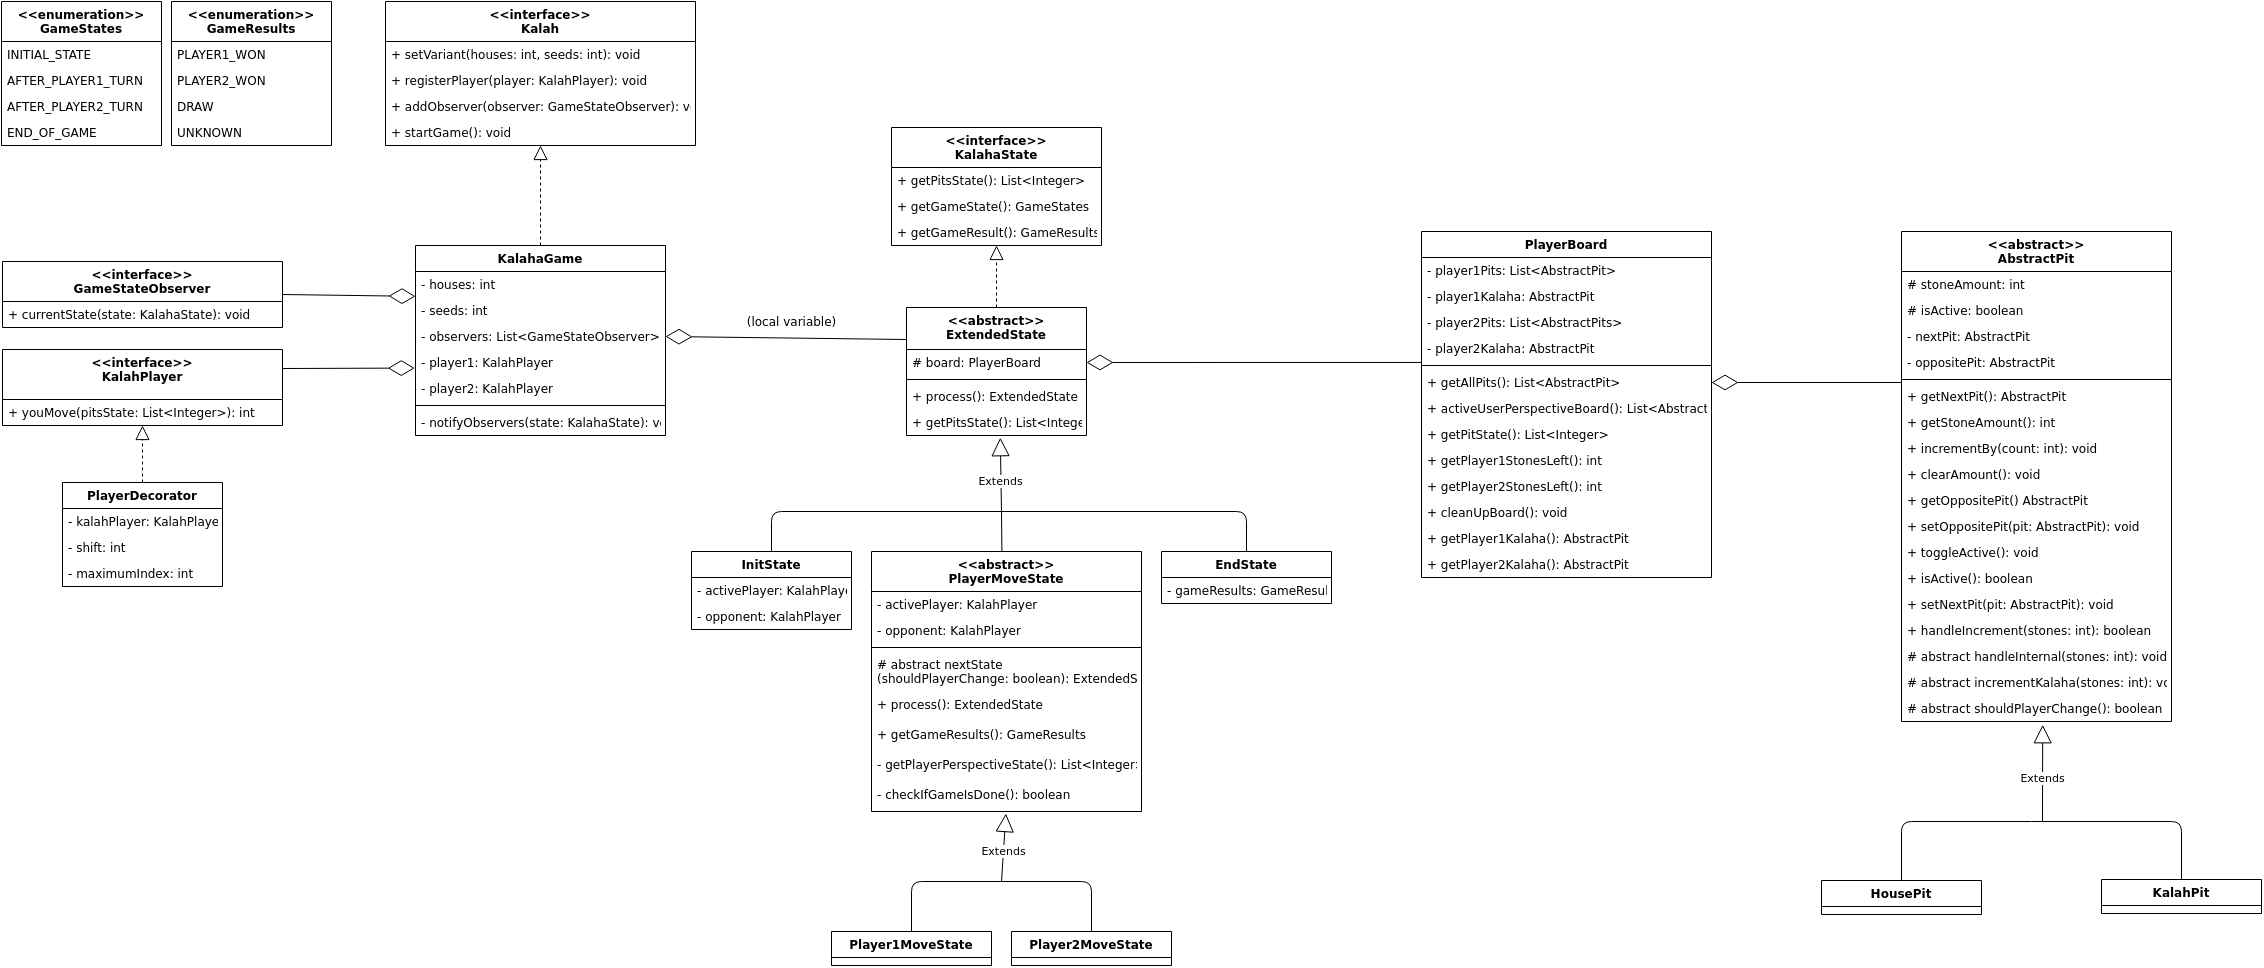 <<enumeration>>
GameStates
INITIAL_STATE
AFTER_PLAYER1_TURN
AFTER_PLAYER2_TURN
END_OF_GAME
<<enumeration>>
GameResults
PLAYER1_WON
PLAYER2_WON
DRAW
UNKNOWN
<<interface>>
Kalah
+ setVariant(houses: int, seeds: int): void
+ registerPlayer(player: KalahPlayer): void
+ addObserver(observer: GameStateObserver): v
+ startGame(): void
<<interface>>
KalahaState
+ getPitsState(): List<Integer>
+ getGameState(): GameStates
+ getGameResult(): GameResults
<<interface>>
GameStateObserver
+ currentState(state: KalahaState): void
<<interface>>
KalahPlayer
+ youMove(pitsState: List<Integer>): int
PlayerDecorator
- kalahPlayer: KalahPlaye
- shift: int
- maximumIndex: int
KalahaGame
- houses: int
- seeds: int
- observers: List<GameStateObserver>
- player1: KalahPlayer
- player2: KalahPlayer
- notifyObservers(state: KalahaState): v
(local variable)
<<abstract>>
ExtendedState
# board: PlayerBoard
+ process(): ExtendedState
+ getPitsState(): List<Intege
Extends
InitState
- activePlayer: KalahPlaye
- opponent: KalahPlayer
<<abstract>>
PlayerMoveState
- activePlayer: KalahPlayer
- opponent: KalahPlayer
# abstract nextState
(shouldPlayerChange: boolean): ExtendedS
+ process(): ExtendedState
+ getGameResults(): GameResults
- getPlayerPerspectiveState(): List<Integer>
- checkIfGameIsDone(): boolean
EndState
- gameResults: GameResul
Extends
Player1MoveState
Player2MoveState
PlayerBoard
- player1Pits: List<AbstractPit>
- player1Kalaha: AbstractPit
- player2Pits: List<AbstractPits>
- player2Kalaha: AbstractPit
+ getAllPits(): List<AbstractPit>
+ activeUserPerspectiveBoard(): List<Abstract
+ getPitState(): List<Integer>
+ getPlayer1StonesLeft(): int
+ getPlayer2StonesLeft(): int
+ cleanUpBoard(): void
+ getPlayer1Kalaha(): AbstractPit
+ getPlayer2Kalaha(): AbstractPit
<<abstract>>
AbstractPit
# stoneAmount: int
# isActive: boolean
- nextPit: AbstractPit
- oppositePit: AbstractPit
+ getNextPit(): AbstractPit
+ getStoneAmount(): int
+ incrementBy(count: int): void
+ clearAmount(): void
+ getOppositePit() AbstractPit
+ setOppositePit(pit: AbstractPit): void
+ toggleActive(): void
+ isActive(): boolean
+ setNextPit(pit: AbstractPit): void
+ handleIncrement(stones: int): boolean
# abstract handleInternal(stones: int): void
# abstract incrementKalaha(stones: int): vo
# abstract shouldPlayerChange(): boolean
Extends
HousePit
KalahPit